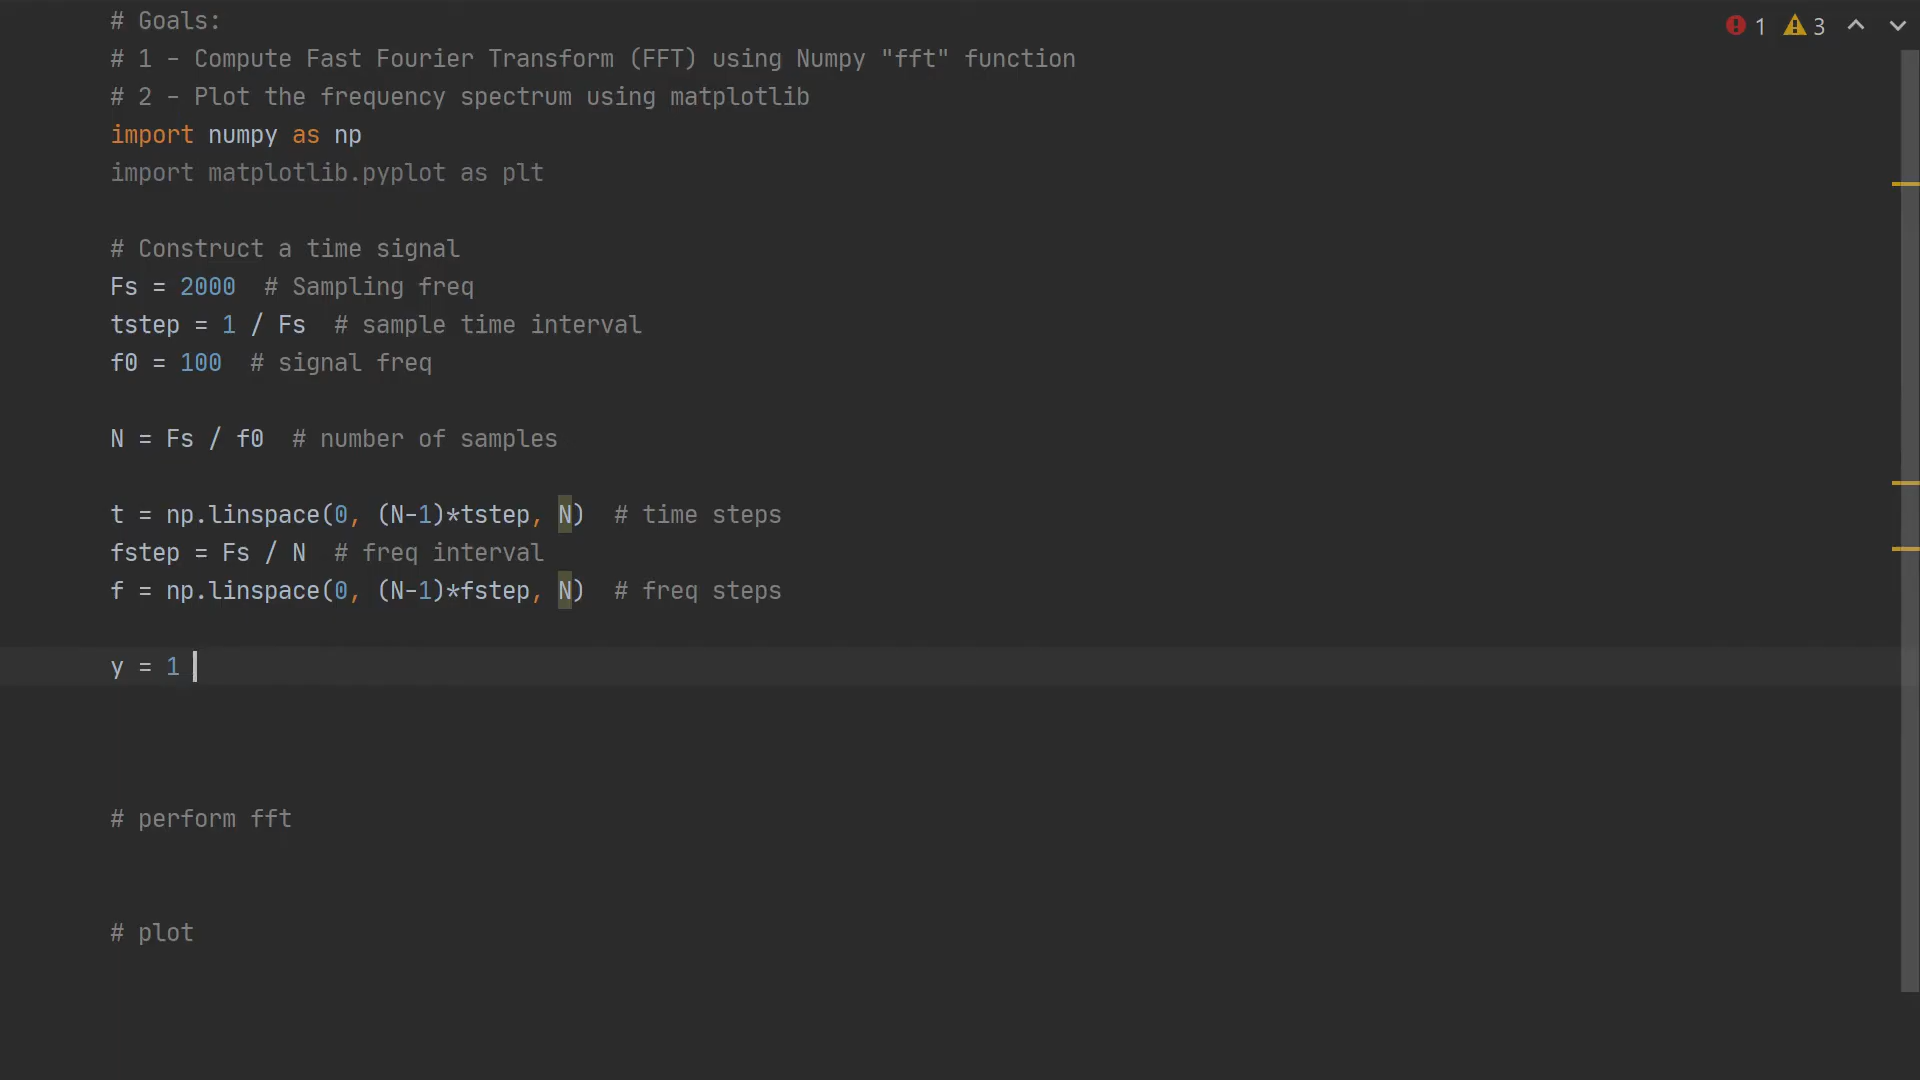 # Goals:
# 1 - Compute Fast Fourier Transform (FFT) using Numpy "fft" function
# 2 - Plot the frequency spectrum using matplotlib
import numpy as np
import matplotlib.pyplot as plt
# Construct a time signal
Fs = 2000  # Sampling freq
tstep = 1 / Fs  # sample time interval
f0 = 100  # signal freq
N = Fs / f0  # number of samples
t = np.linspace(0, (N-1)*tstep, N)  # time steps
fstep = Fs / N  # freq interval
f = np.linspace(0, (N-1)*fstep, N)  # freq steps
y = 1
# perform fft
# plot
1 3